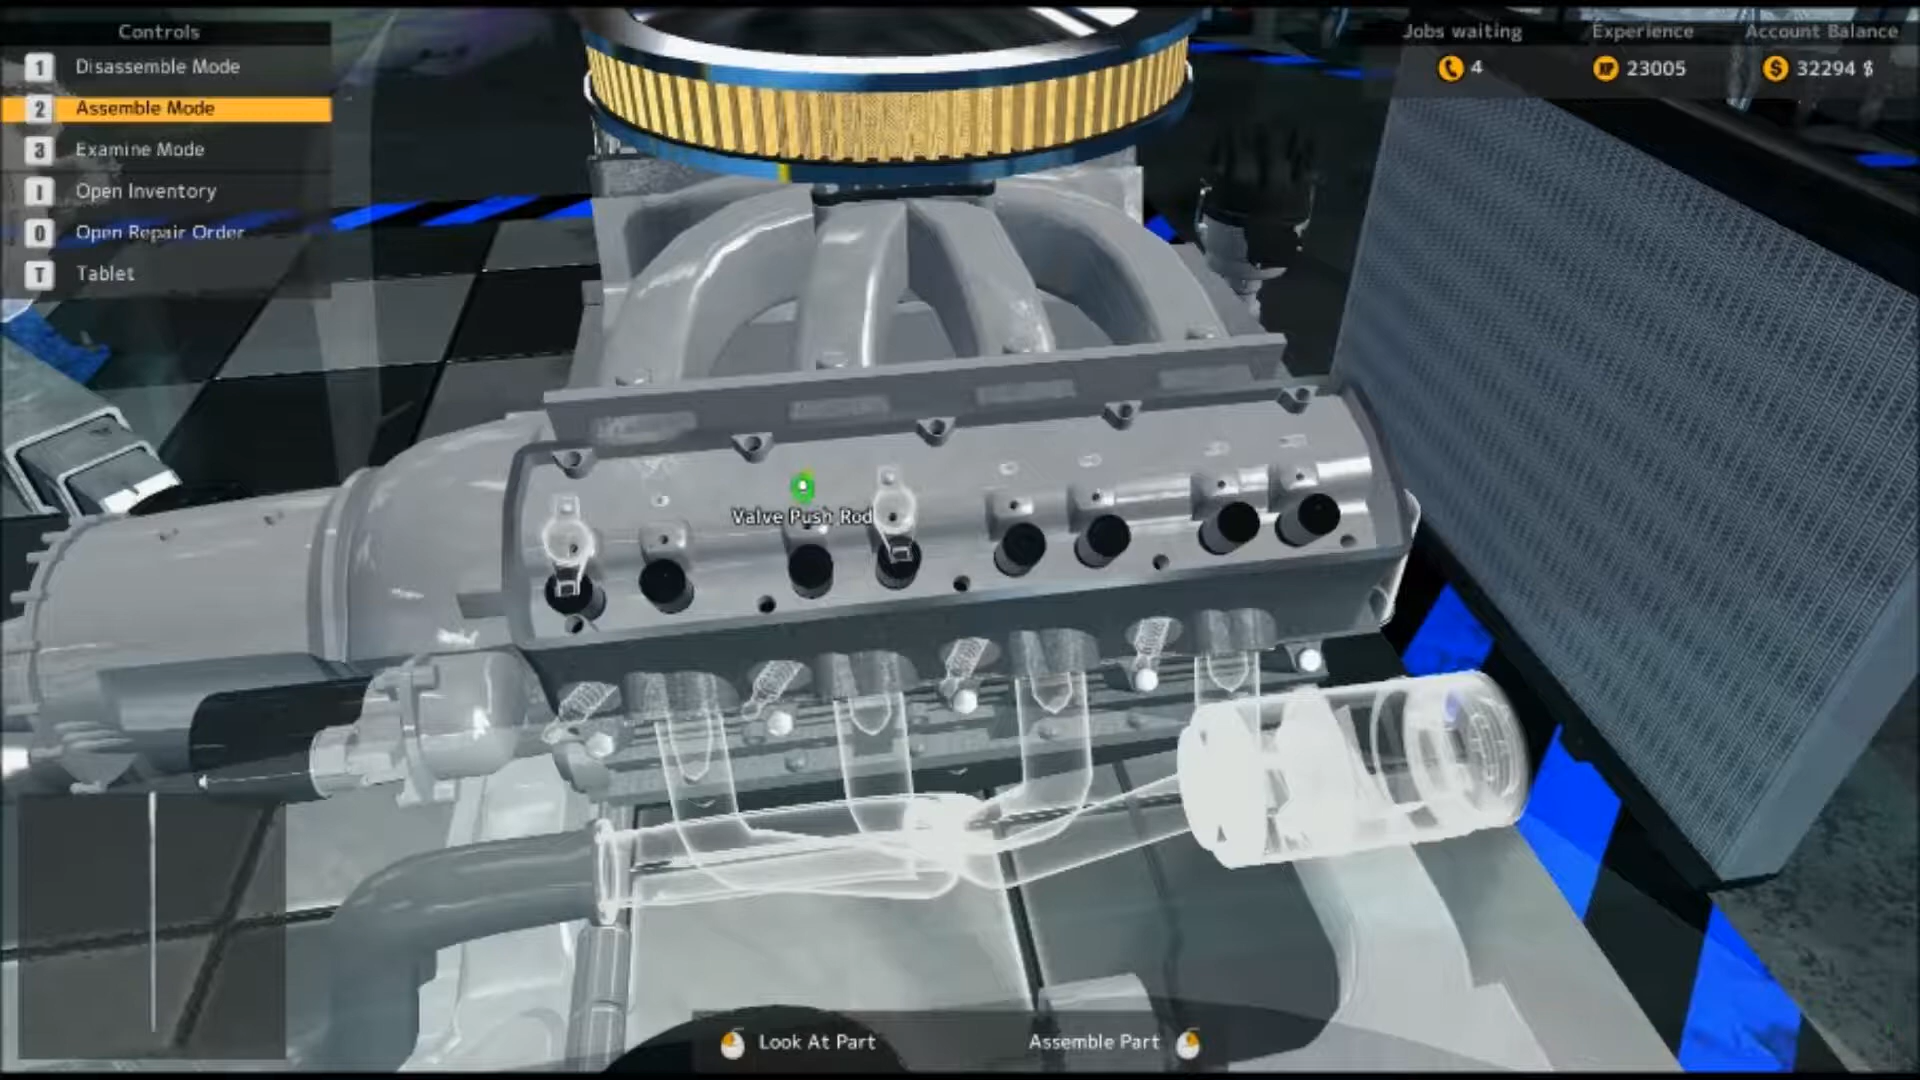 Controls
1 Disassemble Mode
2 Assemble Mode
3 Examine Mode
I Open Inventory
O Open Repair Order
T Tablet
Jobs waiting
4
Experience
XP 23005
Account Balance
$ 32294 $
Valve Push Rod
Look At Part
Assemble Part